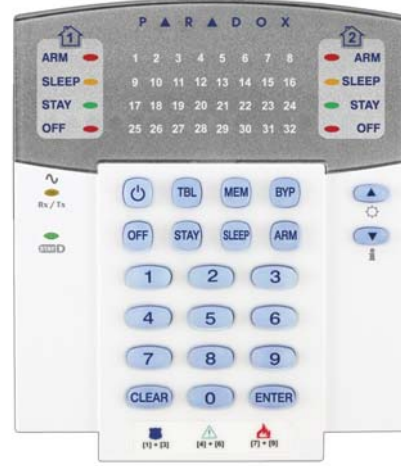 PARADOX
1 2
ARM 1 2 3 4 5 6 7 8 ARM
SLEEP 9 10 11 12 13 14 15 16 SLEEP
STAY 17 18 19 20 21 22 23 24 STAY
OFF 25 26 27 28 29 30 31 32 OFF
TBL MEM BYP
Rx / Tx
OFF STAY SLEEP ARM
STAY D
i
1 2 3
4 5 6
7 8 9
CLEAR 0 ENTER
[1] + [3] [4] + [6] [7] + [9]